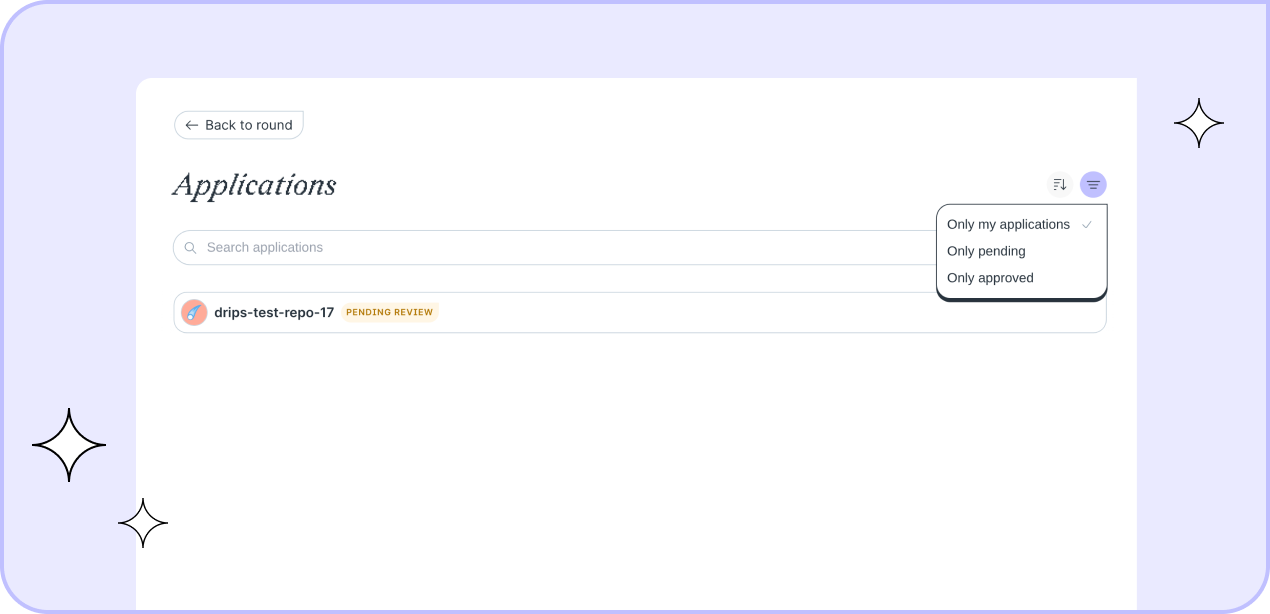 Back to round
Applications
Search applications
Only my applications
Only pending
Only approved
drips-test-repo-17 PENDING REVIEW